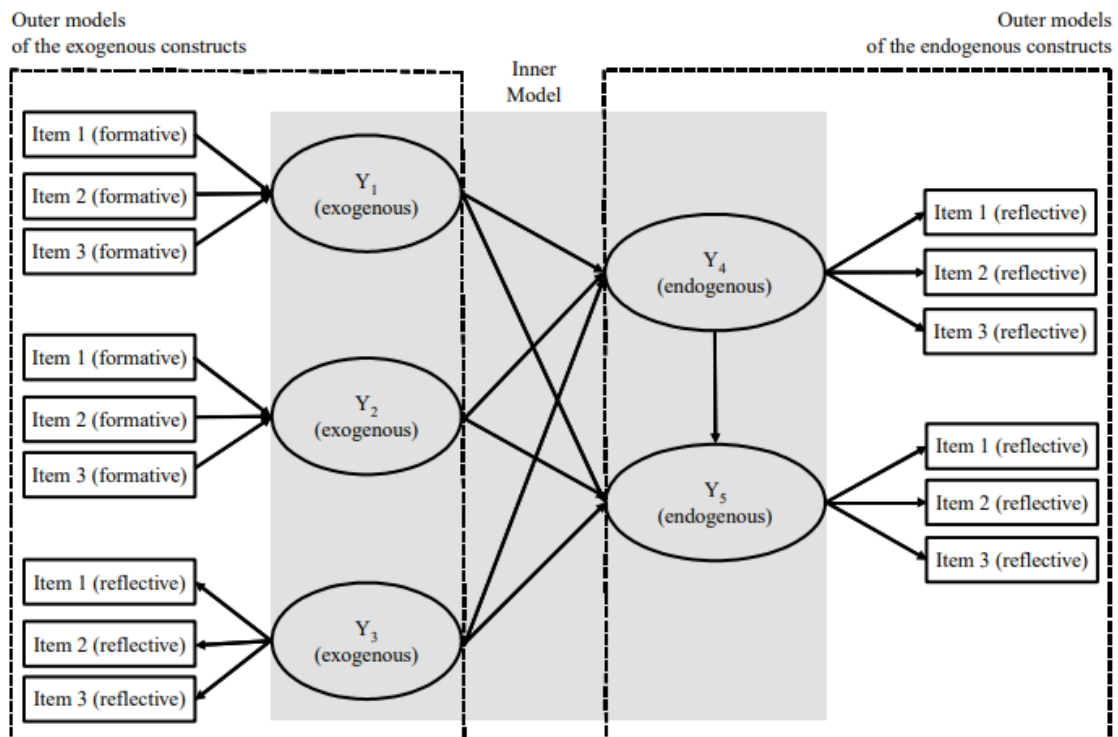 Outer models
of the exogenous constructs
Inner
Model
Outer models
of the endogenous constructs
Item 1 (formative)
Item 2 (formative)
Item 3 (formative)
Y1
(exogenous)
Item 1 (formative)
Item 2 (formative)
Item 3 (formative)
Y2
(exogenous)
Item 1 (reflective)
Item 2 (reflective)
Item 3 (reflective)
Y3
(exogenous)
Y4
(endogenous)
Item 1 (reflective)
Item 2 (reflective)
Item 3 (reflective)
Y5
(endogenous)
Item 1 (reflective)
Item 2 (reflective)
Item 3 (reflective)